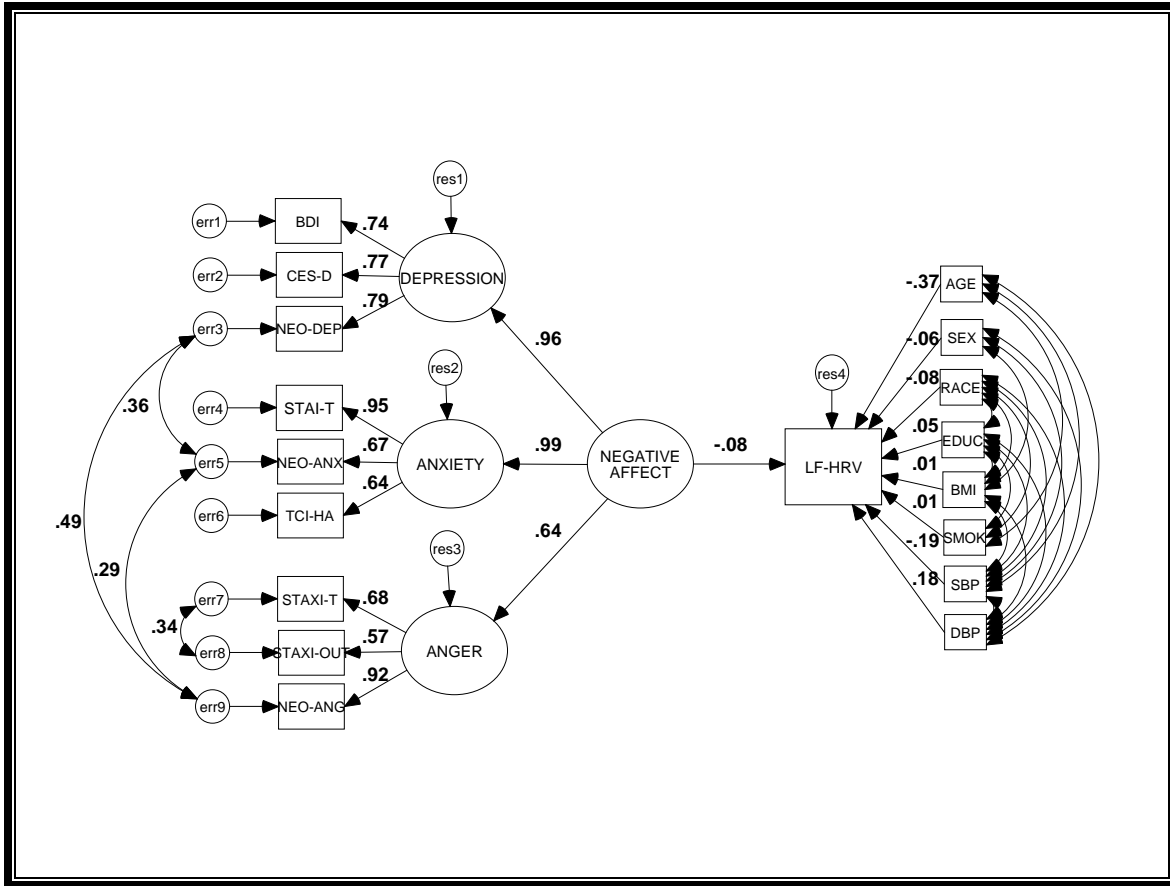 res1
err1
BDI
.74
err2
CES-D
.77
DEPRESSION
err3
NEO-DEP
.79
.96
.36
res2
err4
STAI-T
.95
err5
NEO-ANX
.67
ANXIETY
.99
err6
TCI-HA
.64
.49
.29
NEGATIVE
AFFECT
-.08
.64
res3
err7
STAXI-T
.68
.34
err8
STAXI-OUT
.57
ANGER
err9
NEO-ANG
.92
res4
LF-HRV
-.37
AGE
-.06
SEX
-.08
RACE
.05
EDUC
.01
BMI
.01
SMOK
-.19
SBP
.18
DBP